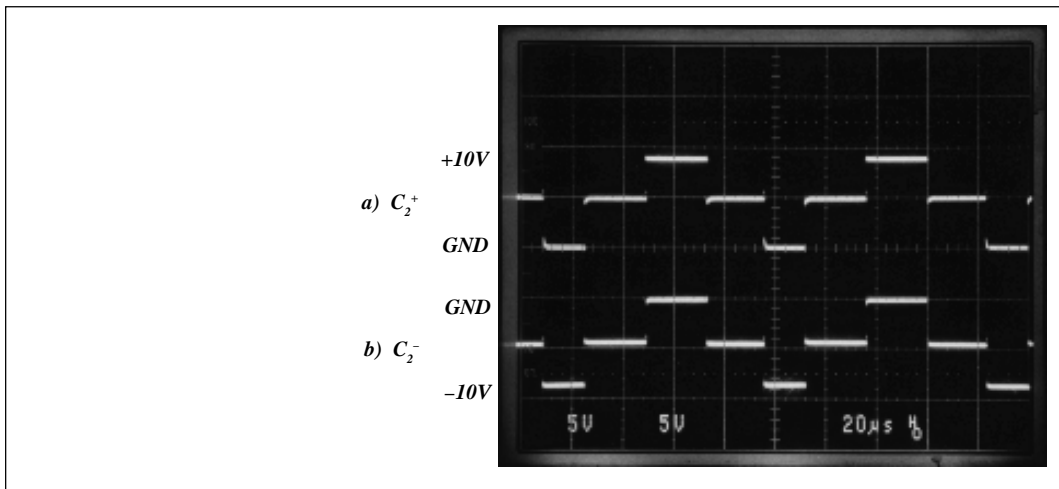 +10V
a) C₂⁺
GND
GND
b) C₂⁻
−10V
5V 5V 20µs